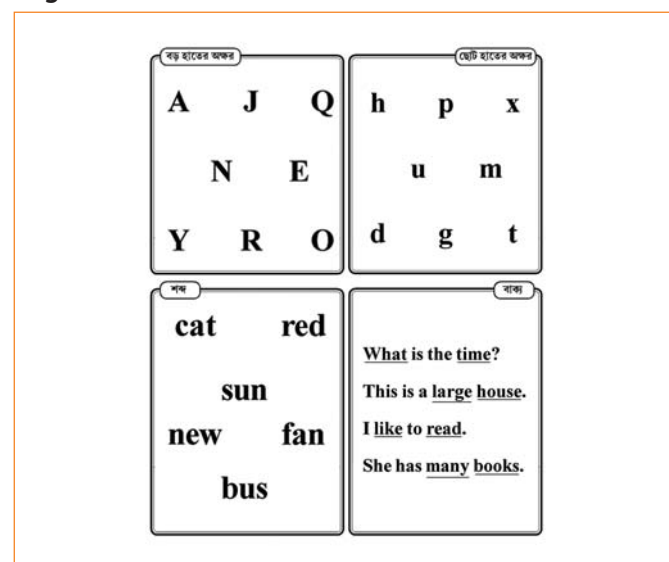 বড় হাতের অক্ষর
A J Q
N E
Y R O
ছোট হাতের অক্ষর
h p x
u m
d g t
শব্দ
cat red
sun
new fan
bus
বাক্য
What is the time?
This is a large house.
I like to read.
She has many books.